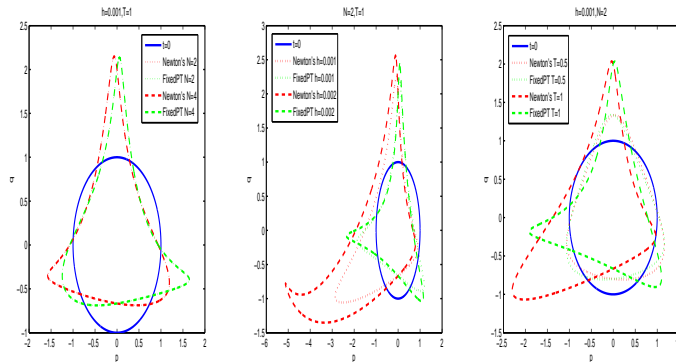 h=0.001,T=1
2.5
2
1.5
1
0.5
0
−0.5
−1
−2 −1.5 −1 −0.5 0 0.5 1 1.5 2
p
q
t=0
Newton's N=2
FixedPT N=2
Newton's N=4
FixedPT N=4
N=2,T=1
3
2.5
2
1.5
1
0.5
0
−0.5
−1
−1.5
−6 −5 −4 −3 −2 −1 0 1 2
p
q
t=0
Newton's h=0.001
FixedPT h=0.001
Newton's h=0.002
FixedPT h=0.002
h=0.001,N=2
2.5
2
1.5
1
0.5
0
−0.5
−1
−1.5
−2.5 −2 −1.5 −1 −0.5 0 0.5 1 1.5 2
p
q
t=0
Newton's T=0.5
FixedPT T=0.5
Newton's T=1
FixedPT T=1